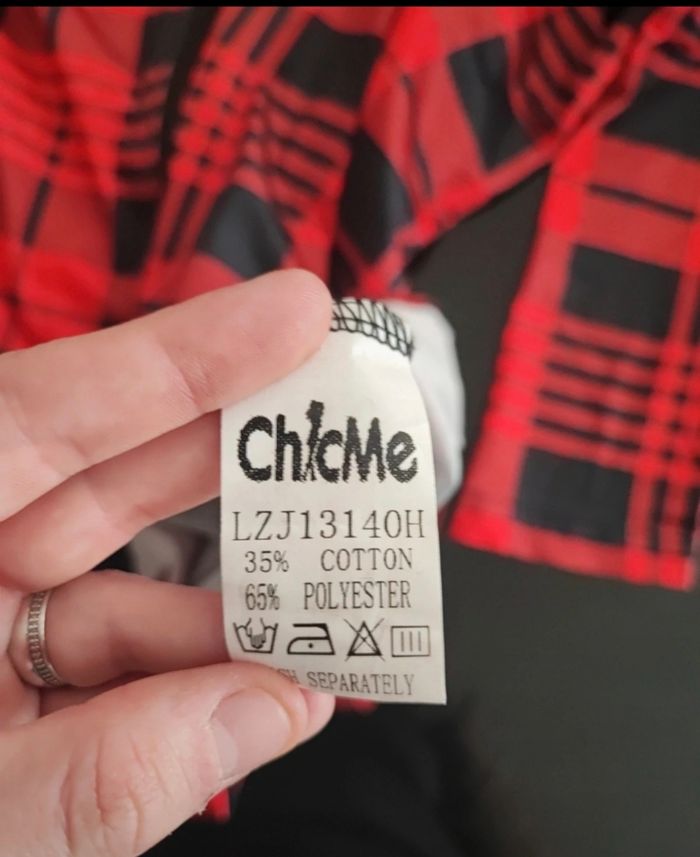 ChicMe
LZJ13140H
35% COTTON
65% POLYESTER
SEPARATELY